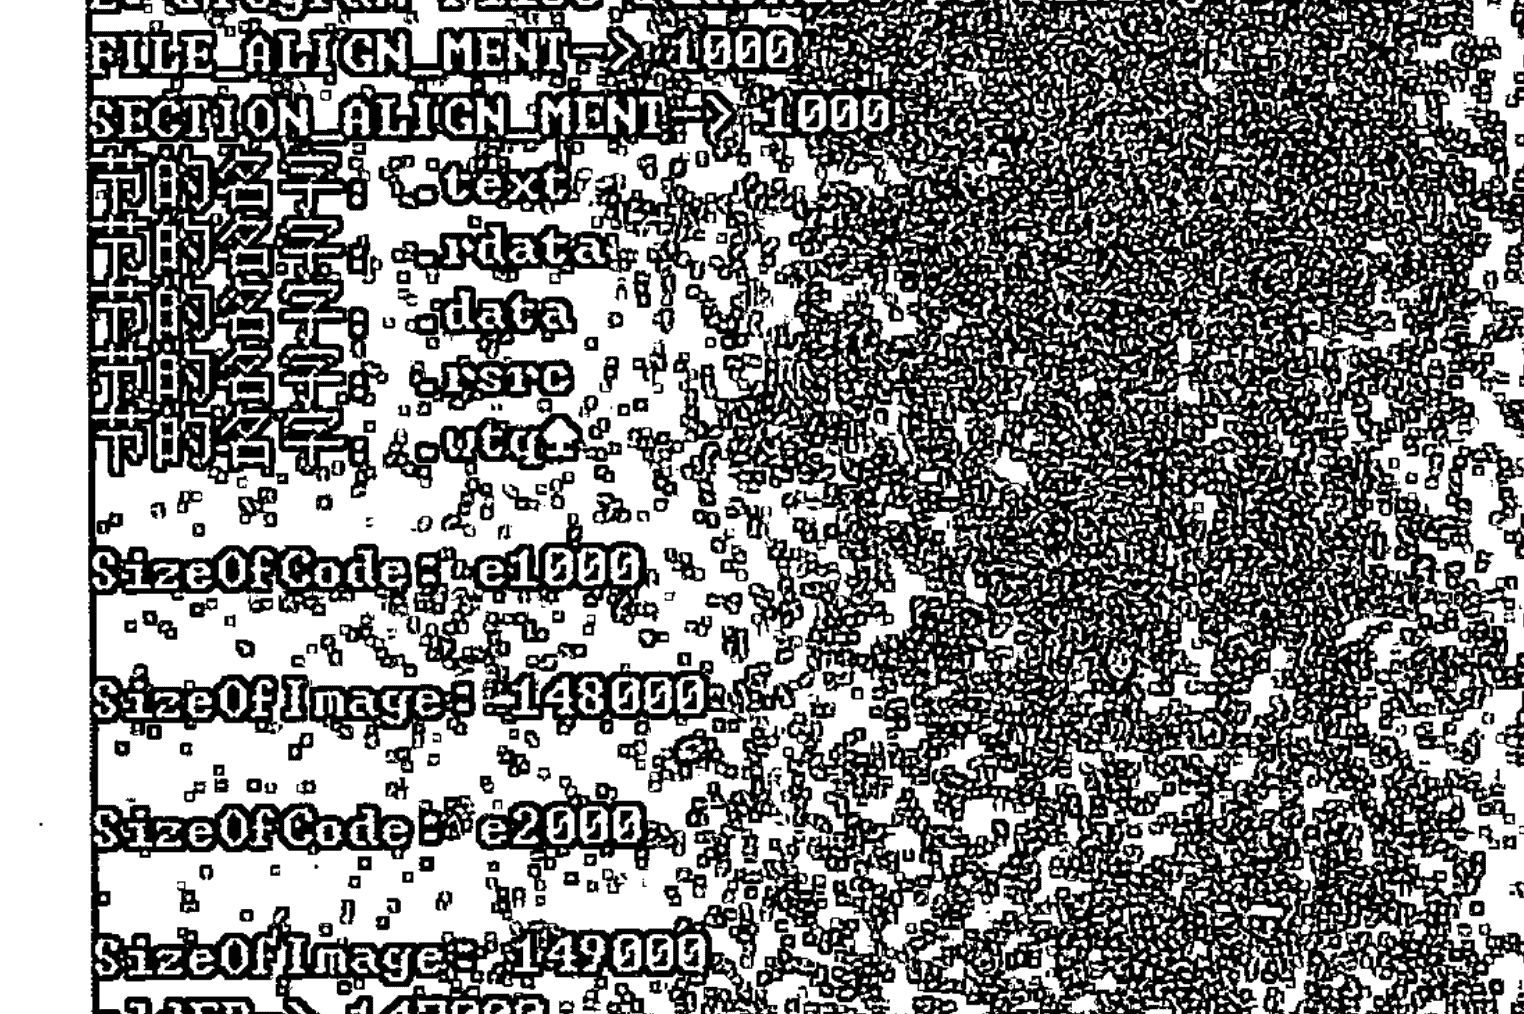 FILE_ALIGN_MENT-> 1000
SECTION_ALIGN_MENT-> 1000
节的名字: .text
节的名字: .rdata
节的名字: .data
节的名字: .rsrc
节的名字:
SizeOfCode: e1000
SizeOfImage: 148000
SizeOfCode: e2000
SizeOfImage: 149000